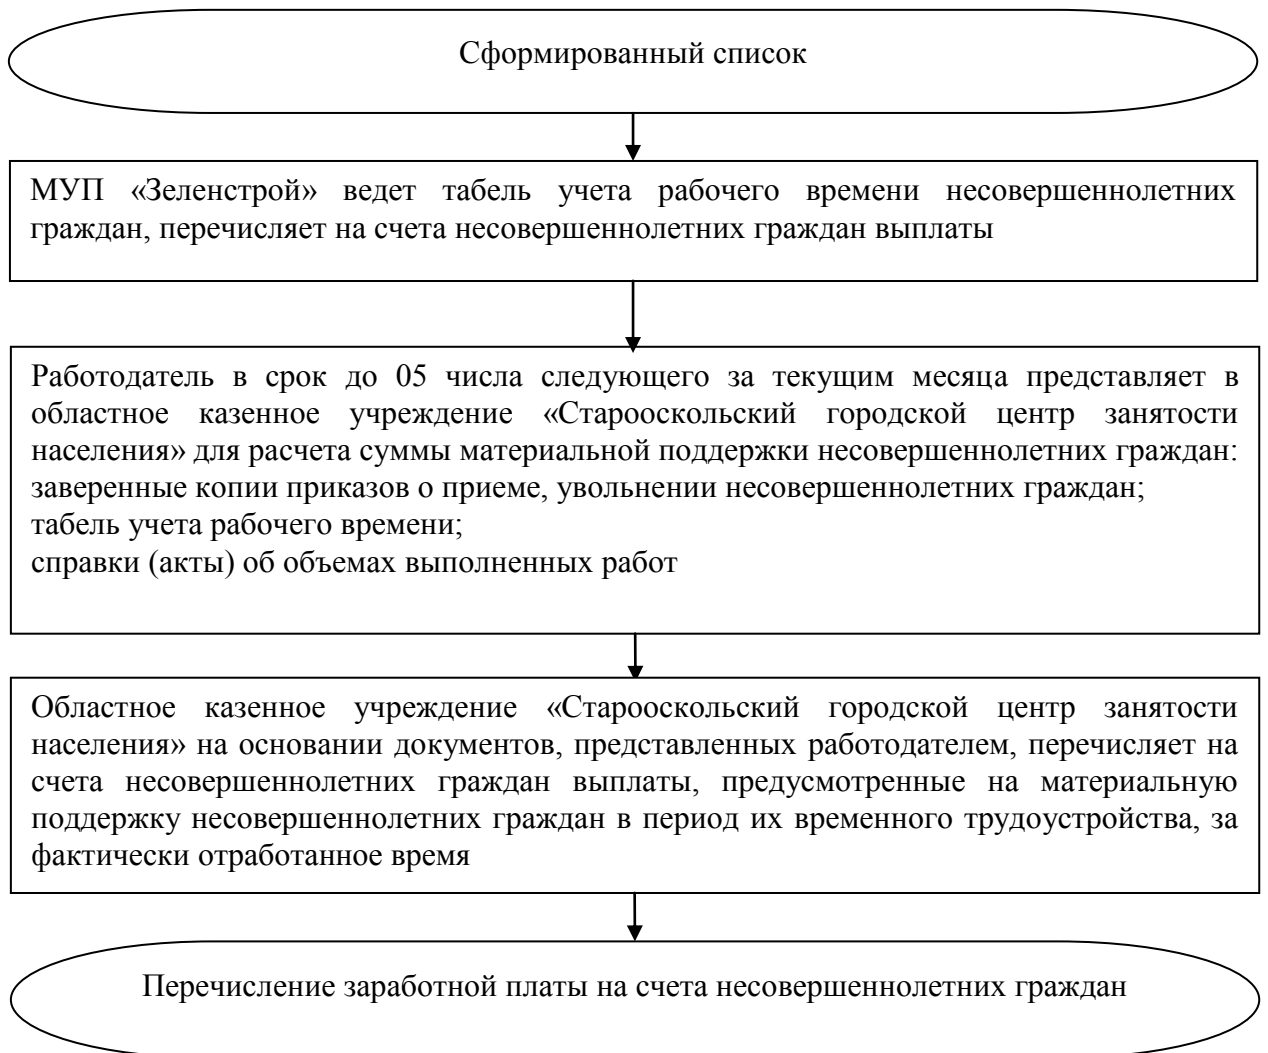 Сформированный список
МУП «Зеленстрой» ведет табель учета рабочего времени несовершеннолетних
граждан, перечисляет на счета несовершеннолетних граждан выплаты
Работодатель в срок до 05 числа следующего за текущим месяца представляет в
областное казенное учреждение «Старооскольский городской центр занятости
населения» для расчета суммы материальной поддержки несовершеннолетних граждан:
заверенные копии приказов о приеме, увольнении несовершеннолетних граждан;
табель учета рабочего времени;
справки (акты) об объемах выполненных работ
Областное казенное учреждение «Старооскольский городской центр занятости
населения» на основании документов, представленных работодателем, перечисляет на
счета несовершеннолетних граждан выплаты, предусмотренные на материальную
поддержку несовершеннолетних граждан в период их временного трудоустройства, за
фактически отработанное время
Перечисление заработной платы на счета несовершеннолетних граждан